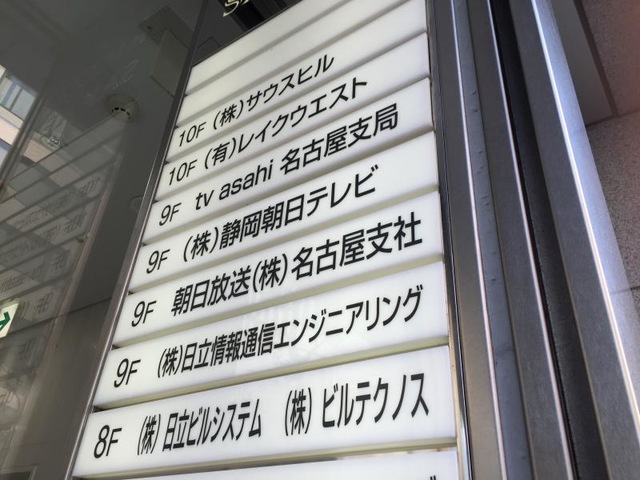 10F (株)サウスヒル
10F (有)レイクウエスト
9F tv asahi 名古屋支局
9F (株)静岡朝日テレビ
9F 朝日放送(株)名古屋支社
9F (株)日立情報通信エンジニアリング
8F (株)日立ビルシステム (株)ビルテクノス